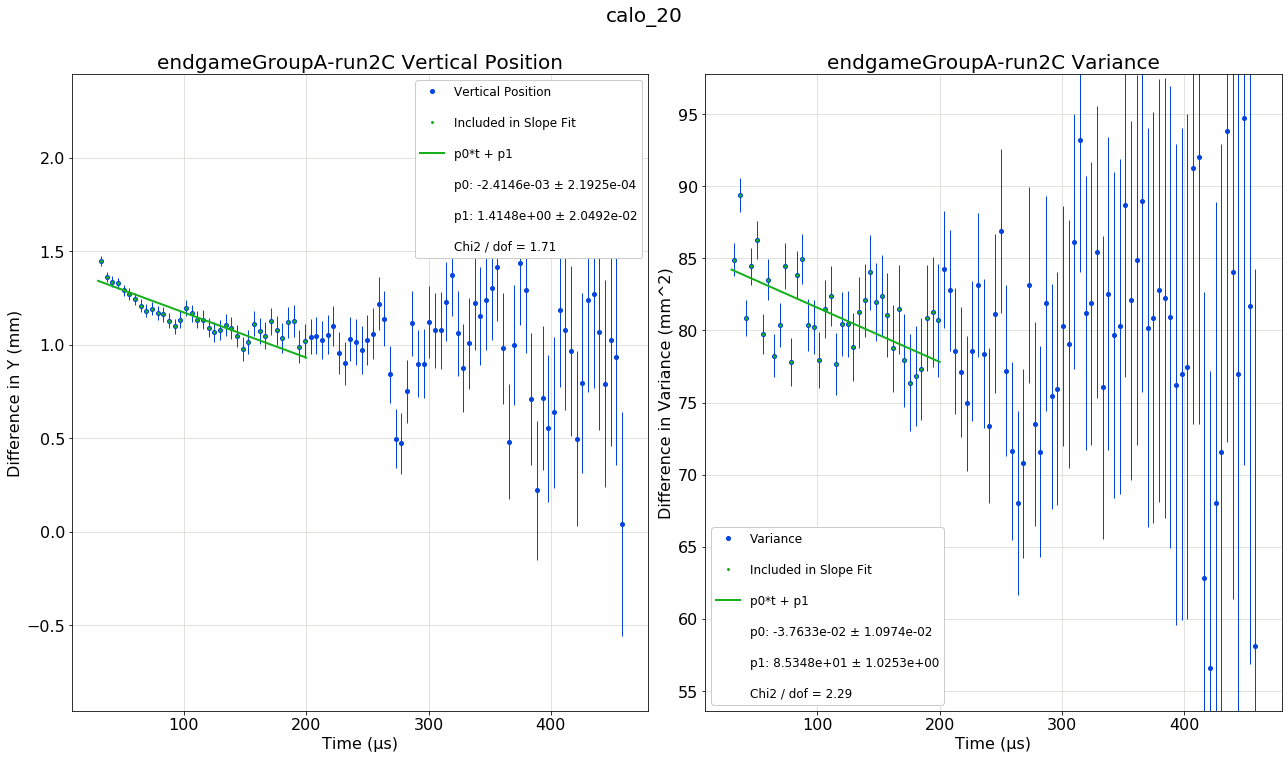 calo_20
endgameGroupA-run2C Vertical Position
Vertical Position
Included in Slope Fit
p0*t + p1
p0: -2.4146e-03 ± 2.1925e-04
p1: 1.4148e+00 ± 2.0492e-02
Chi2 / dof = 1.71
Difference in Y (mm)
2.0
1.5
1.0
0.5
0.0
−0.5
100 200 300 400
Time (μs)
endgameGroupA-run2C Variance
Difference in Variance (mm^2)
95
90
85
80
75
70
65
60
55
Variance
Included in Slope Fit
p0*t + p1
p0: -3.7633e-02 ± 1.0974e-02
p1: 8.5348e+01 ± 1.0253e+00
Chi2 / dof = 2.29
100 200 300 400
Time (μs)